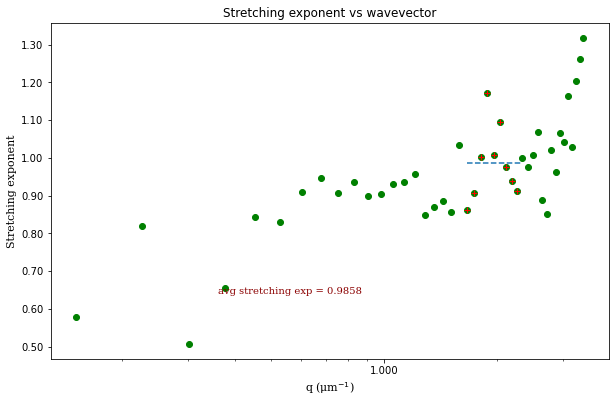 Stretching exponent vs wavevector
Stretching exponent
1.30
1.20
1.10
1.00
0.90
0.80
0.70
0.60
0.50
avg stretching exp = 0.9858
1.000
q (μm⁻¹)